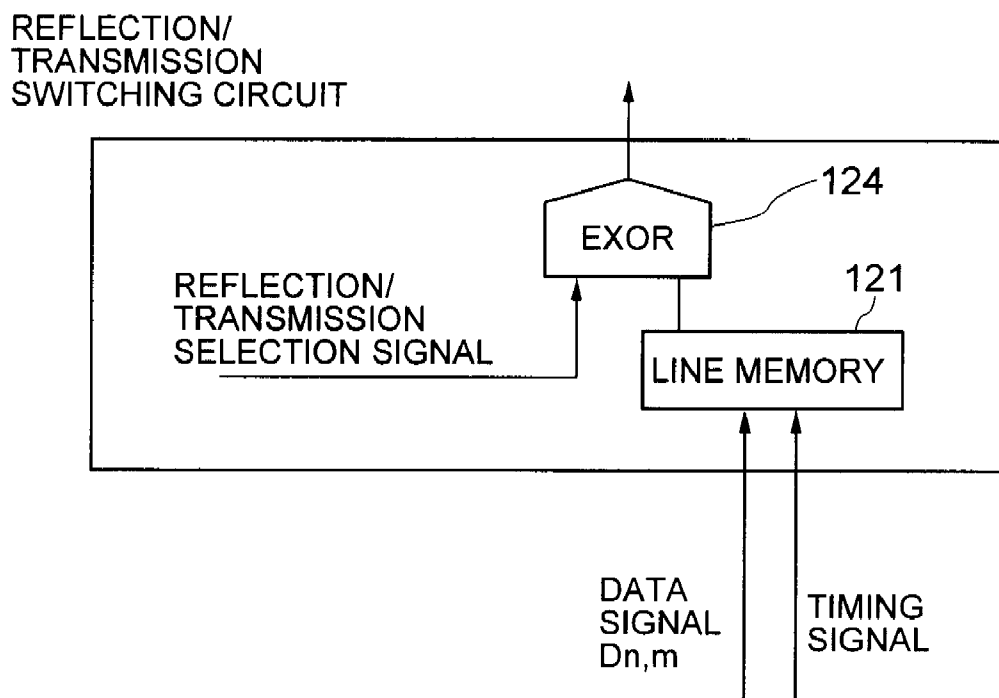 REFLECTION/
TRANSMISSION
SWITCHING CIRCUIT
124
EXOR
121
REFLECTION/
TRANSMISSION
SELECTION SIGNAL
LINE MEMORY
DATA
SIGNAL
Dn,m
TIMING
SIGNAL